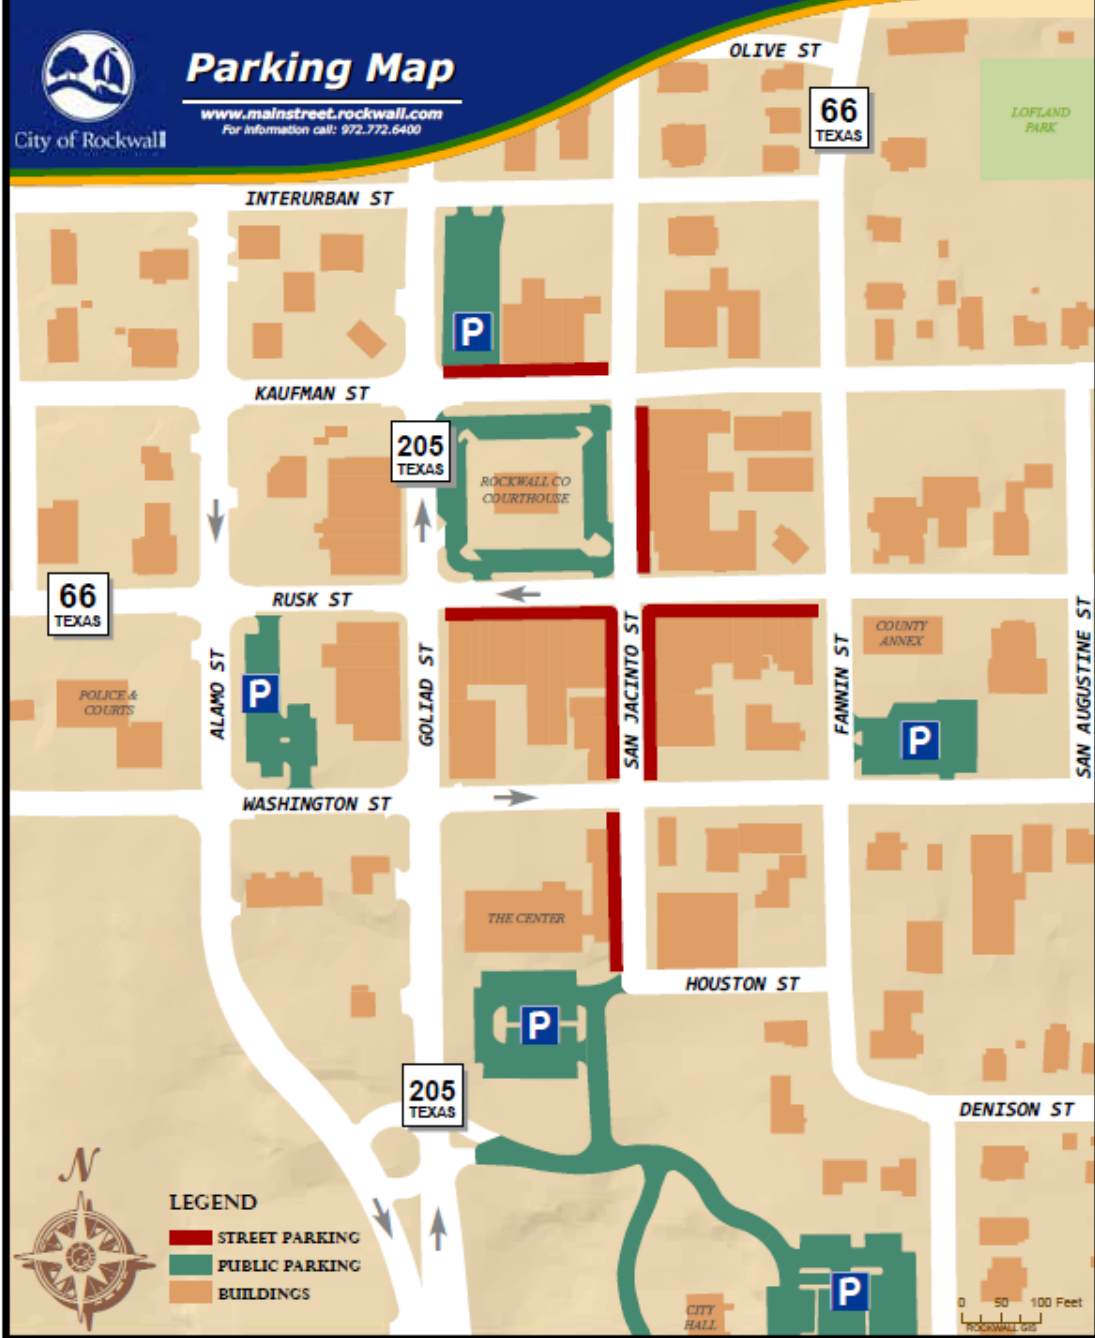 Parking Map
www.mainstreet.rockwall.com
For Information call: 972.772.6400
City of Rockwall
OLIVE ST
66
TEXAS
LOFLAND
PARK
INTERURBAN ST
P
KAUFMAN ST
205
TEXAS
ROCKWALL CO
COURTHOUSE
66
TEXAS
RUSK ST
ALAMO ST
GOLIAD ST
SAN JACINTO ST
FANNIN ST
SAN AUGUSTINE ST
COUNTY
ANNEX
POLICE &
COURTS
P
P
WASHINGTON ST
THE CENTER
HOUSTON ST
P
205
TEXAS
DENISON ST
N
LEGEND
STREET PARKING
PUBLIC PARKING
BUILDINGS
P
CITY
HALL
0 50 100 Feet
ROCKWALL GIS